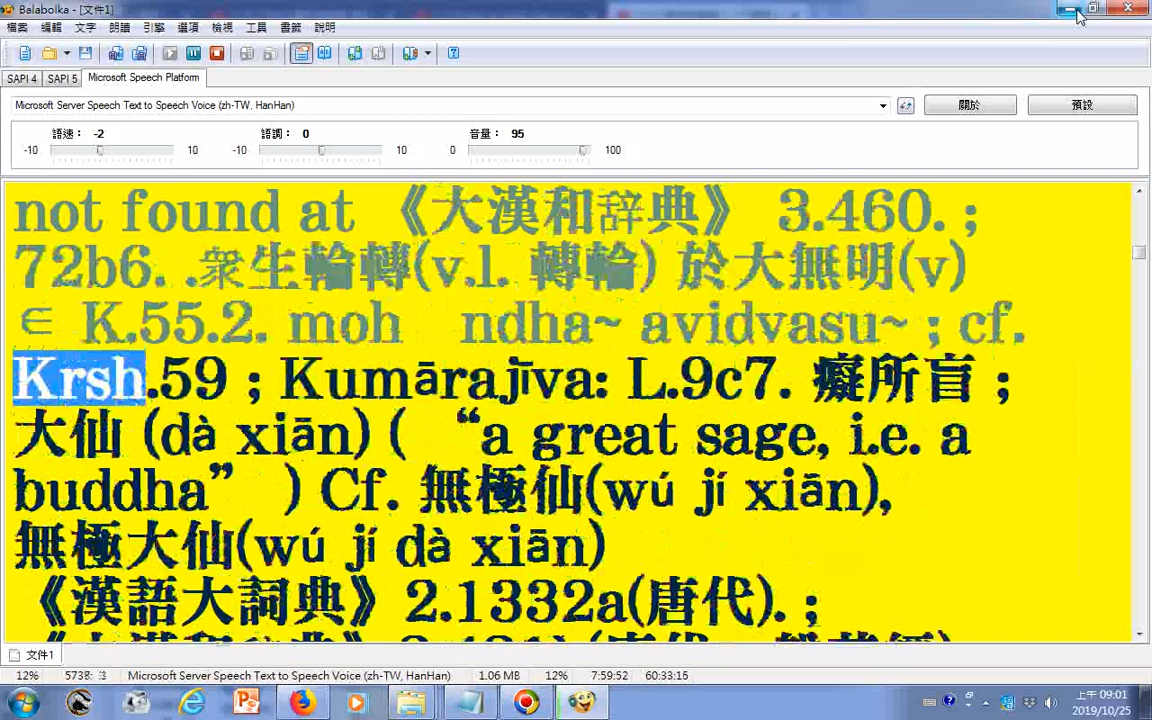 Balabolka - [文件1]
檔案 編輯 文字 朗讀 引擎 選項 檢視 工具 書籤 說明
SAPI 4 SAPI 5 Microsoft Speech Platform
Microsoft Server Speech Text to Speech Voice (zh-TW, HanHan) 關於 預設
語速： -2 語調： 0 音量： 95
-10 10 -10 10 0 100
not found at 《大漢和辞典》 3.460. ;
72b6. .衆生輪轉(v.l. 轉輪) 於大無明(v)
∈ K.55.2. moh ndha~ avidvasu~ ; cf.
Krsh.59 ; Kumārajīva: L.9c7. 癡所盲 ;
大仙 (dà xiān) ( “a great sage, i.e. a
buddha” ) Cf. 無極仙(wú jí xiān),
無極大仙(wú jí dà xiān)
《漢語大詞典》 2.1332a(唐代). ;
文件1
12% Microsoft Server Speech Text to Speech Voice (zh-TW, HanHan) 1.06 MB 12% 7:59:52 60:33:16
上午 09:01
2019/10/25